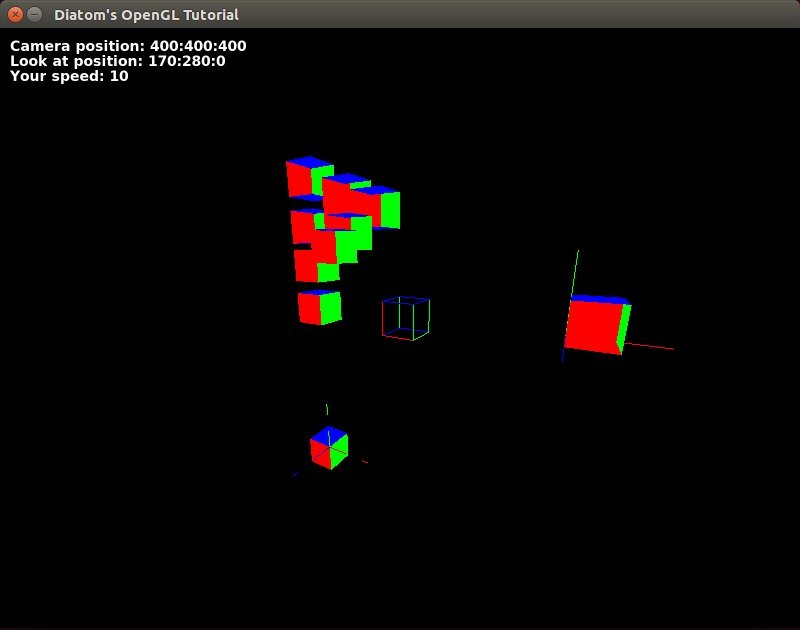 Diatom's OpenGL Tutorial
Camera position: 400:400:400
Look at position: 170:280:0
Your speed: 10